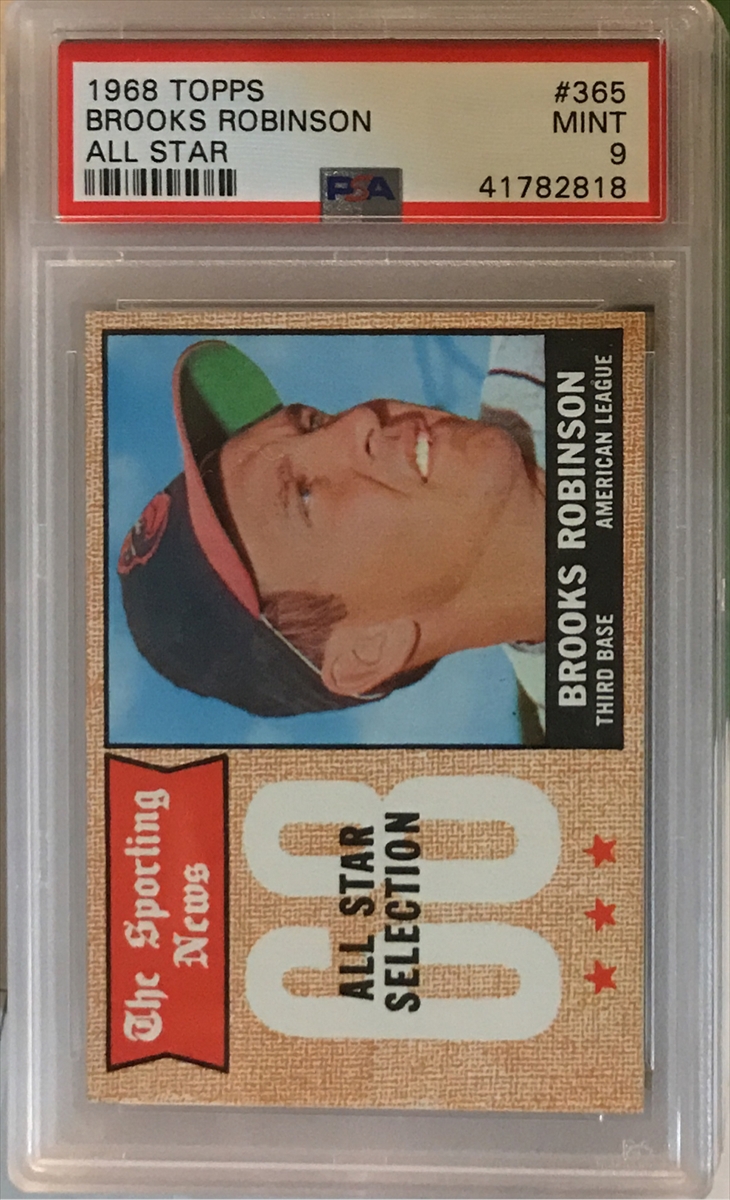 1968 TOPPS #365
BROOKS ROBINSON MINT
ALL STAR 9
PSA 41782818
The Sporting
News
68
ALL STAR
SELECTION
BROOKS ROBINSON
THIRD BASE AMERICAN LEAGUE